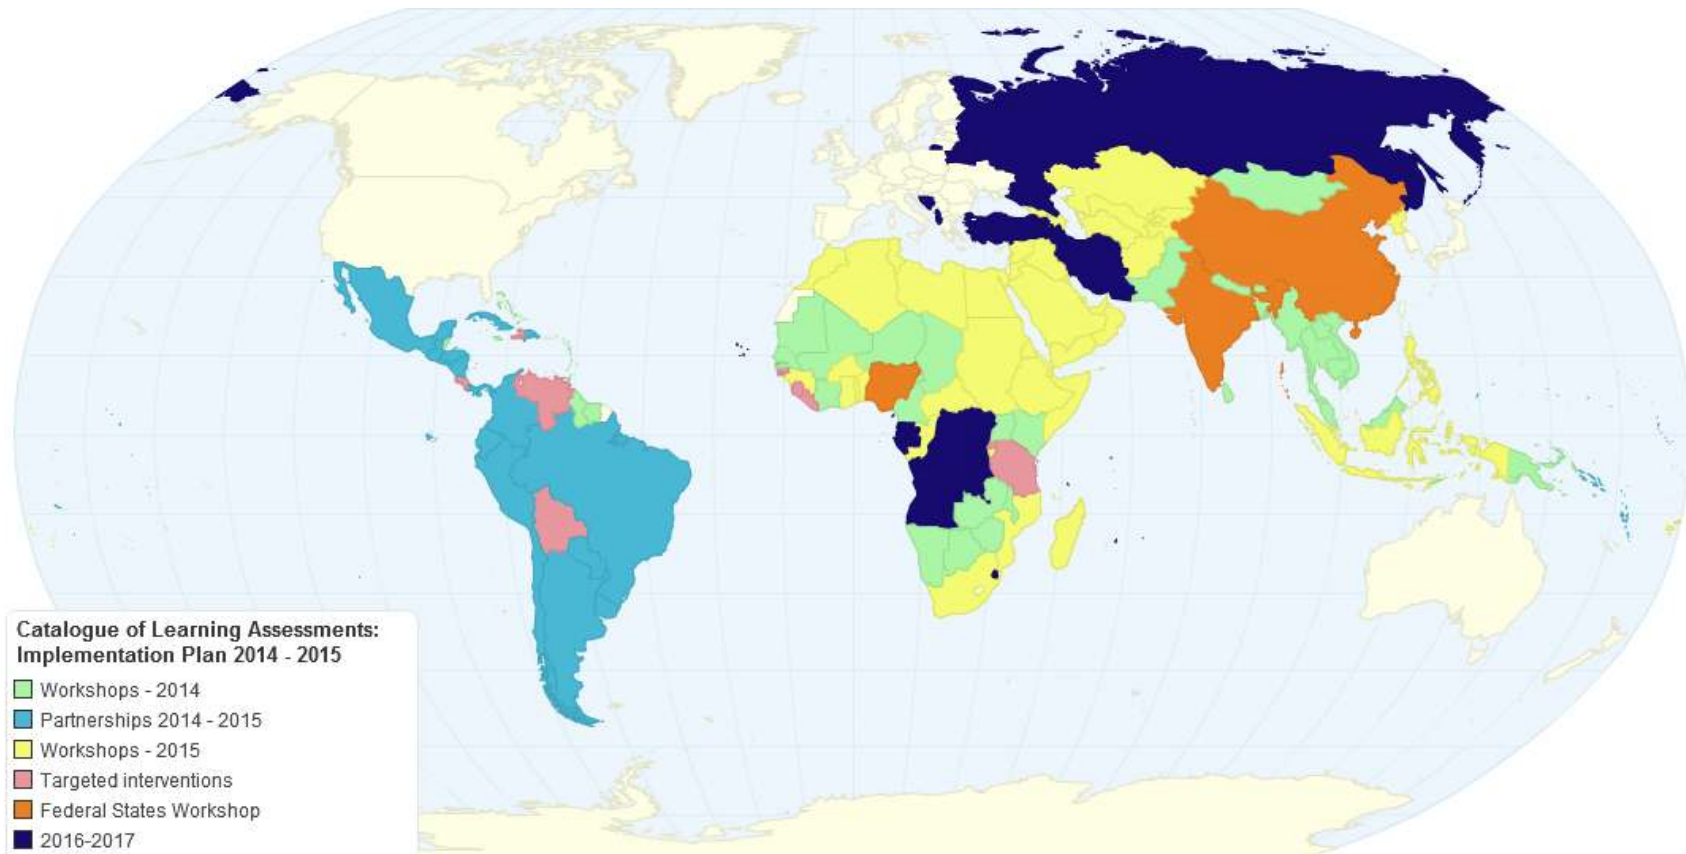 Catalogue of Learning Assessments:
Implementation Plan 2014 - 2015
Workshops - 2014
Partnerships 2014 - 2015
Workshops - 2015
Targeted interventions
Federal States Workshop
2016-2017